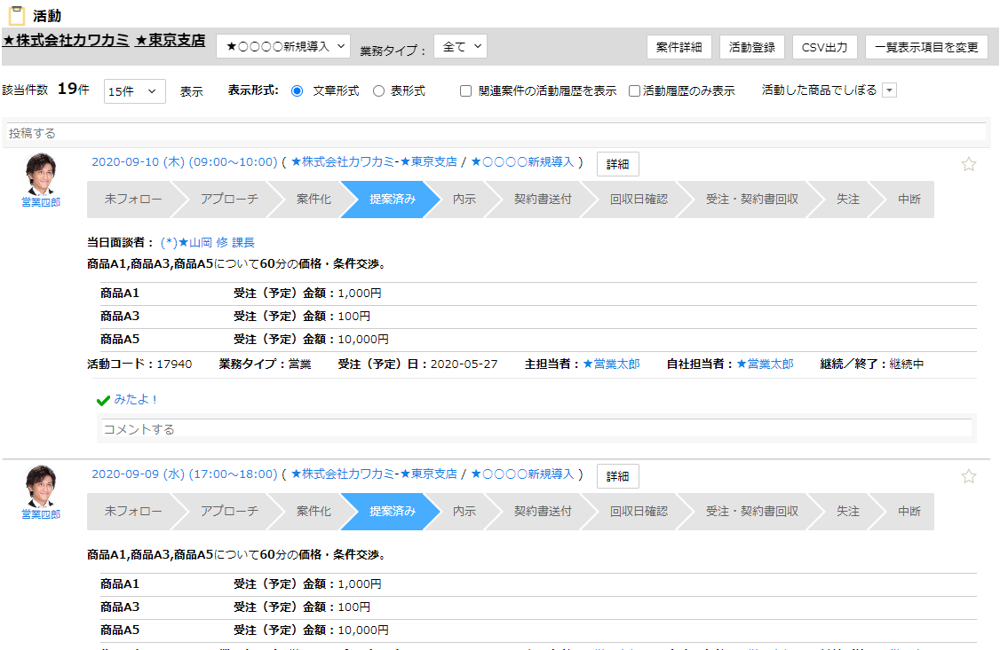 活動
★株式会社カワカミ ★東京支店 ★○○○○新規導入 業務タイプ： 全て 案件詳細 活動登録 CSV出力 一覧表示項目を変更
該当件数 19件 15件 表示 表示形式: 文章形式 表形式 関連案件の活動履歴を表示 活動履歴のみ表示 活動した商品でしぼる
投稿する
2020-09-10 (木) (09:00～10:00) ( ★株式会社カワカミ-★東京支店 / ★○○○○新規導入 ) 詳細
営業四郎
未フォロー アプローチ 案件化 提案済み 内示 契約書送付 回収日確認 受注・契約書回収 失注 中断
当日面談者： (*)★山岡 修 課長
商品A1,商品A3,商品A5について60分の価格・条件交渉。
商品A1 受注（予定）金額：1,000円
商品A3 受注（予定）金額：100円
商品A5 受注（予定）金額：10,000円
活動コード：17940 業務タイプ：営業 受注（予定）日：2020-05-27 主担当者：★営業太郎 自社担当者：★営業太郎 継続／終了：継続中
みたよ！
コメントする
2020-09-09 (水) (17:00～18:00) ( ★株式会社カワカミ-★東京支店 / ★○○○○新規導入 ) 詳細
営業四郎
未フォロー アプローチ 案件化 提案済み 内示 契約書送付 回収日確認 受注・契約書回収 失注 中断
商品A1,商品A3,商品A5について60分の価格・条件交渉。
商品A1 受注（予定）金額：1,000円
商品A3 受注（予定）金額：100円
商品A5 受注（予定）金額：10,000円